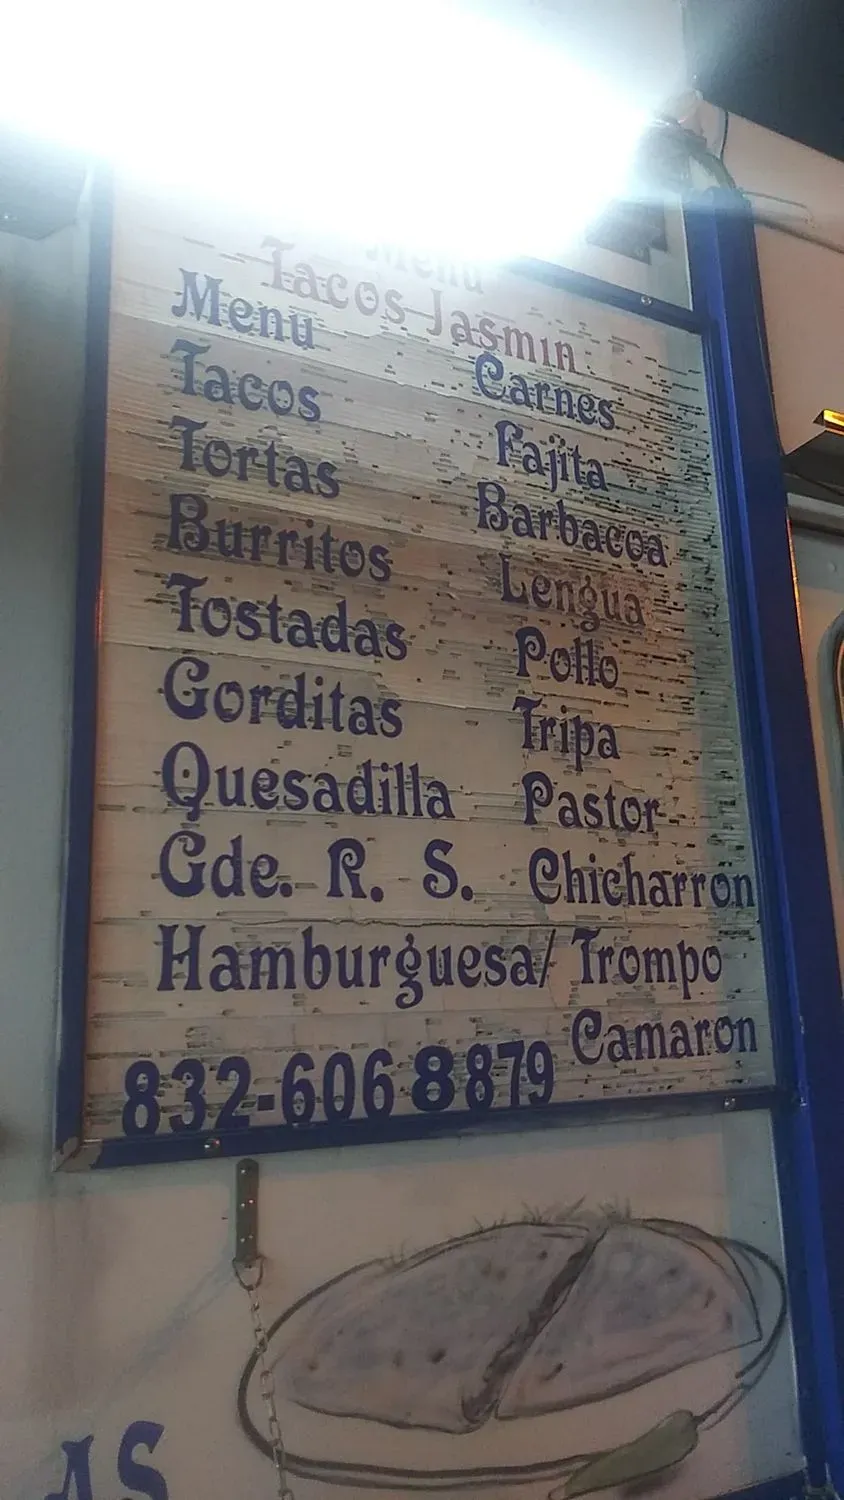 Menu
Tacos Jasmin
Menu
Tacos
Tortas
Burritos
Tostadas
Gorditas
Quesadilla
Gde. R. S.
Hamburguesa/
832-606 8879
Carnes
Fajita
Barbacoa
Lengua
Pollo
Tripa
Pastor
Chicharron
Trompo
Camaron
AS